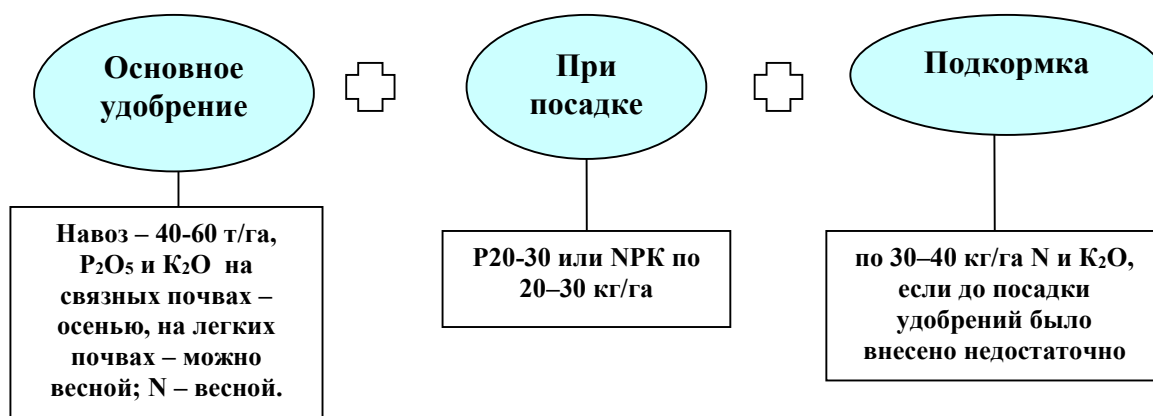 Основное
удобрение
При
посадке
Подкормка
Навоз – 40-60 т/га,
P₂O₅ и K₂O на
связных почвах –
осенью, на легких
почвах – можно
весной; N – весной.
P20-30 или NPК по
20–30 кг/га
по 30–40 кг/га N и K₂O,
если до посадки
удобрений было
внесено недостаточно